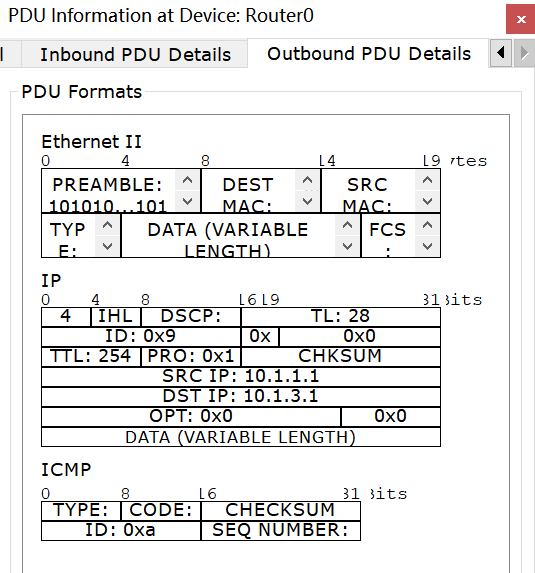 PDU Information at Device: Router0
l Inbound PDU Details Outbound PDU Details
PDU Formats
Ethernet II
0 4 8 14 19 Bytes
PREAMBLE: DEST SRC
101010...101 MAC: MAC:
TYP DATA (VARIABLE FCS
E: LENGTH) :
IP
0 4 8 16 19 31 Bits
4 IHL DSCP: TL: 28
ID: 0x9 0x 0x0
TTL: 254 PRO: 0x1 CHKSUM
SRC IP: 10.1.1.1
DST IP: 10.1.3.1
OPT: 0x0 0x0
DATA (VARIABLE LENGTH)
ICMP
0 8 16 31 Bits
TYPE: CODE: CHECKSUM
ID: 0xa SEQ NUMBER: